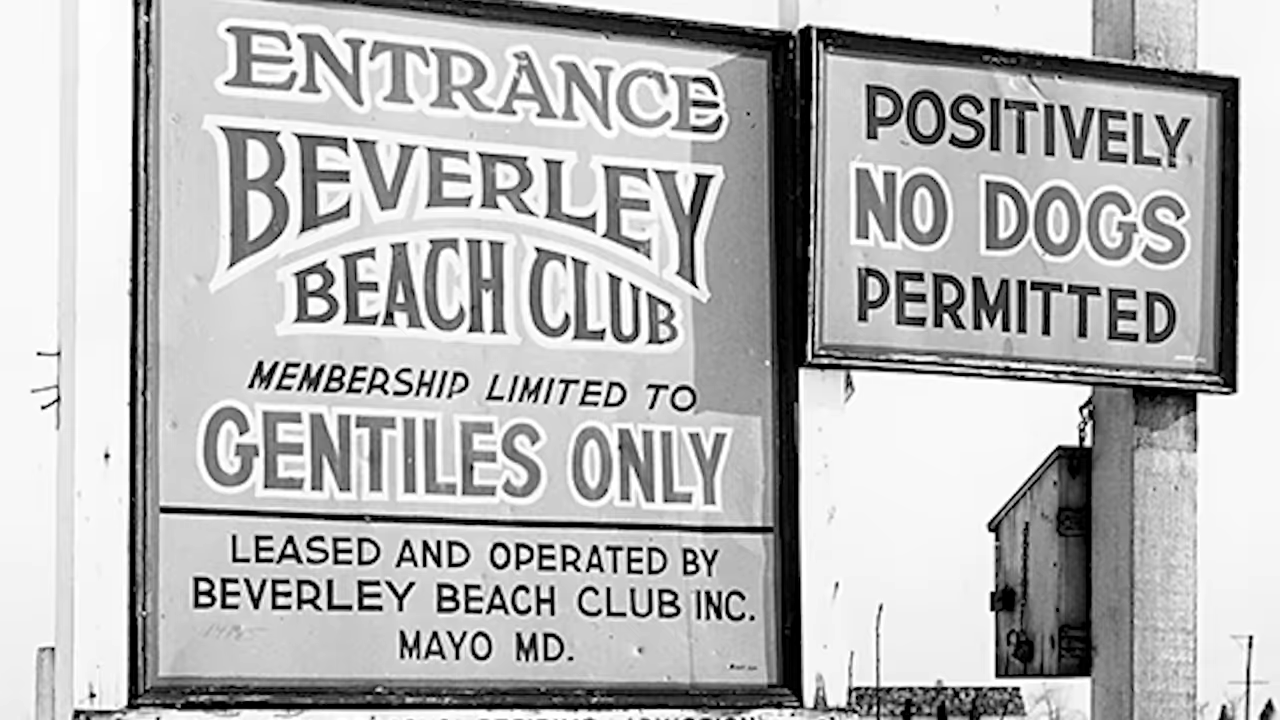 ENTRANCE
BEVERLEY
BEACH CLUB
MEMBERSHIP LIMITED TO
GENTILES ONLY
LEASED AND OPERATED BY
BEVERLEY BEACH CLUB INC.
MAYO MD.
POSITIVELY
NO DOGS
PERMITTED